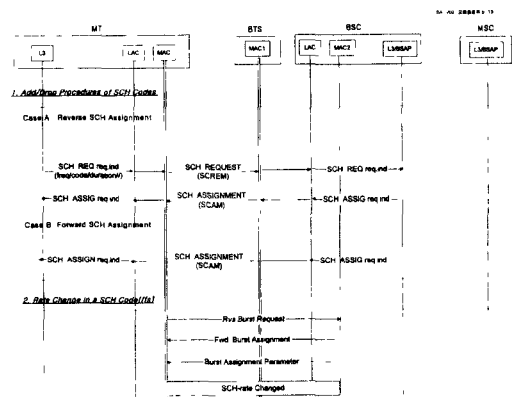 MT
BTS
BSC
MSC
L3
LAC
MAC
MAC1
LAC
MAC2
L3/BSAP
L3/BSAP
1. Add/Drop Procedures of SCH Codes
Case A Reverse SCH Assignment
SCH REQ req.ind
(freq/code/duration/)
SCH REQUEST
(SCREM)
SCH REQ req.ind
SCH ASSIG req.ind
SCH ASSIGNMENT
(SCAM)
SCH ASSIG req.ind
Case B Forward SCH Assignment
SCH ASSIGN req.ind
SCH ASSIGNMENT
(SCAM)
SCH ASSIG req.ind
2. Rate Change in a SCH Code
Rvs Burst Request
Fwd Burst Assignment
Burst Assignment Parameter
SCH-rate Changed